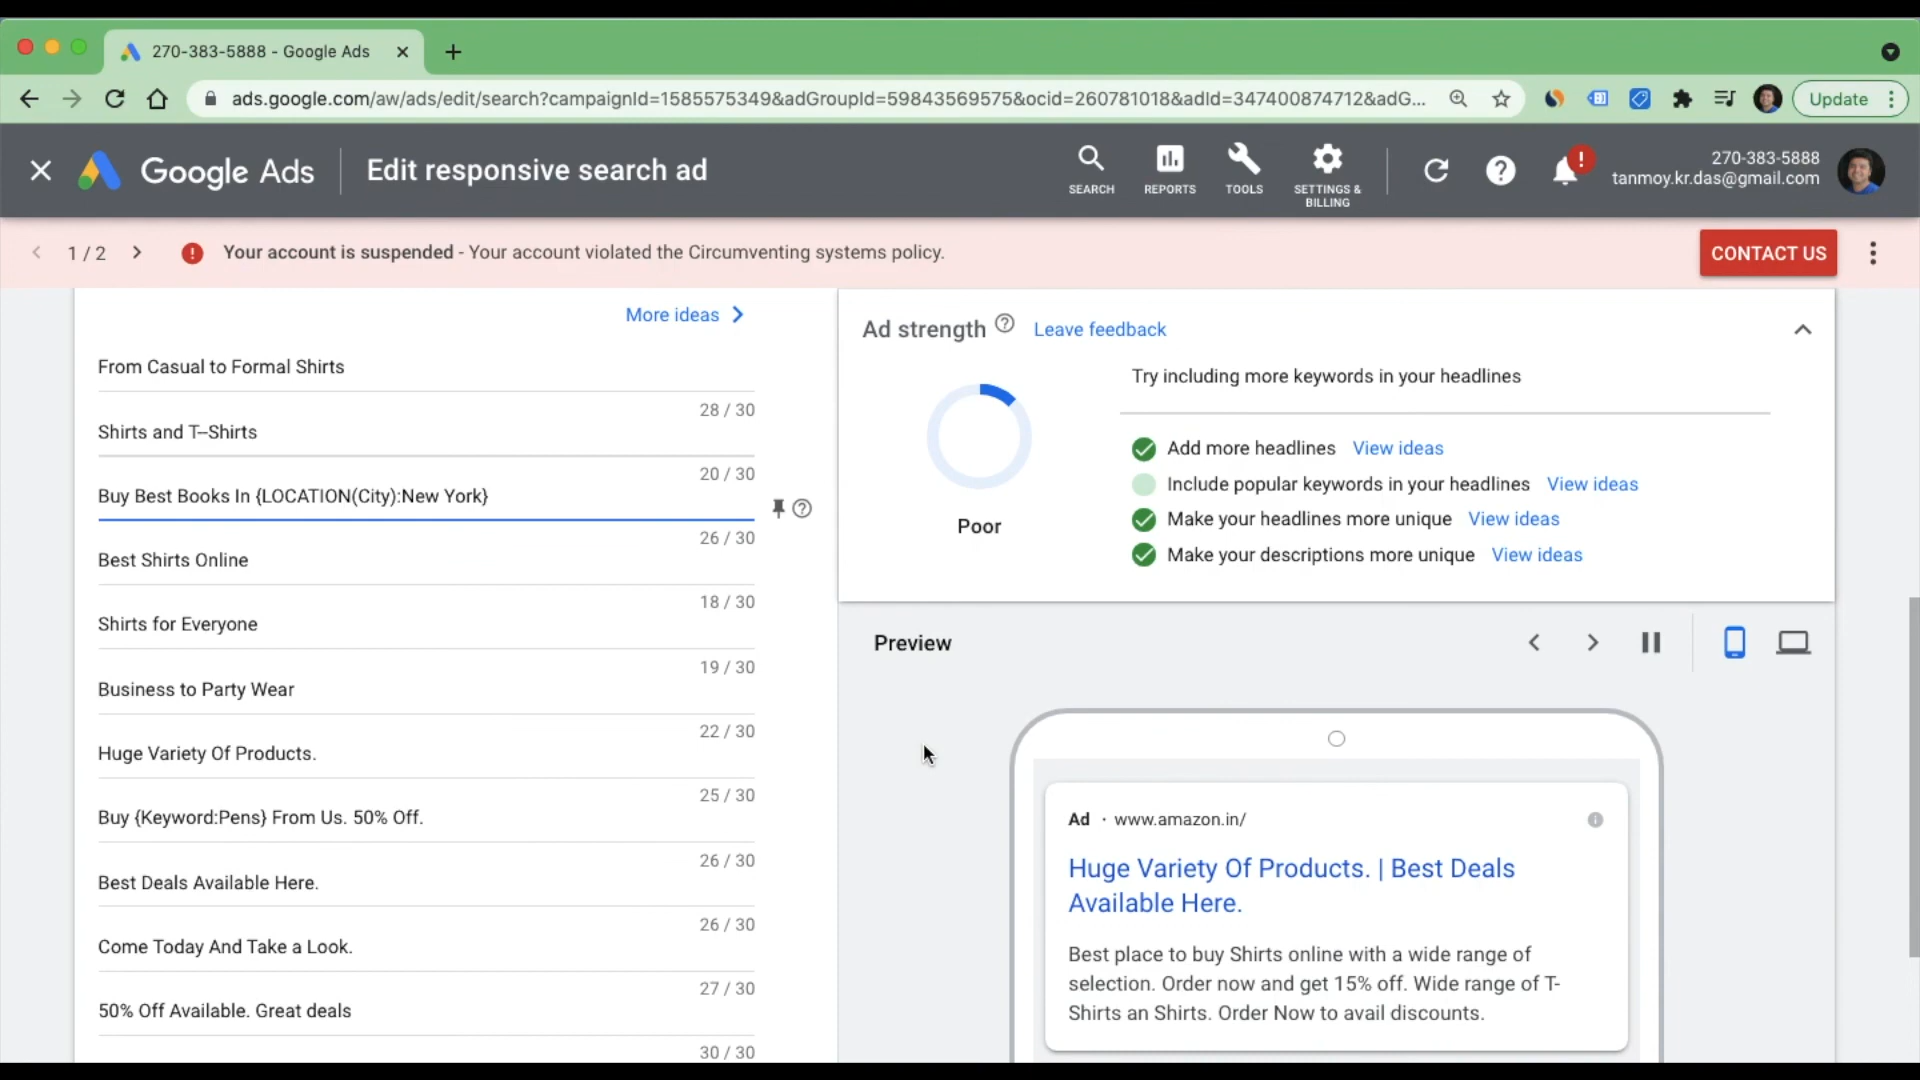 270-383-5888 - Google Ads
ads.google.com/aw/ads/edit/search?campaignId=1585575349&adGroupId=59843569575&ocid=260781018&adId=347400874712&adG...
Update
Google Ads
Edit responsive search ad
SEARCH
REPORTS
TOOLS
SETTINGS &
BILLING
270-383-5888
tanmoy.kr.das@gmail.com
1 / 2
Your account is suspended - Your account violated the Circumventing systems policy.
CONTACT US
More ideas
From Casual to Formal Shirts
28 / 30
Shirts and T--Shirts
20 / 30
Buy Best Books In {LOCATION(City):New York}
26 / 30
Best Shirts Online
18 / 30
Shirts for Everyone
19 / 30
Business to Party Wear
22 / 30
Huge Variety Of Products.
25 / 30
Buy {Keyword:Pens} From Us. 50% Off.
26 / 30
Best Deals Available Here.
26 / 30
Come Today And Take a Look.
27 / 30
50% Off Available. Great deals
30 / 30
Ad strength
Leave feedback
Poor
Try including more keywords in your headlines
Add more headlines View ideas
Include popular keywords in your headlines View ideas
Make your headlines more unique View ideas
Make your descriptions more unique View ideas
Preview
Ad · www.amazon.in/
Huge Variety Of Products. | Best Deals
Available Here.
Best place to buy Shirts online with a wide range of
selection. Order now and get 15% off. Wide range of T-
Shirts an Shirts. Order Now to avail discounts.